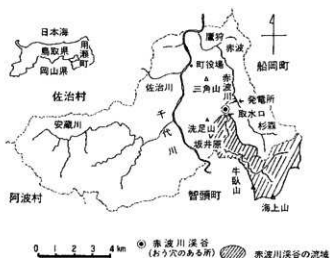 日本海
鳥取県
用瀬町
岡山県
鷹狩
赤波
船岡町
町役場
赤波川
佐治川
三角山
発電所
取水口
佐治村
安蔵川
千代川
洗足山
杉森
坂井原
阿波村
智頭町
牛臥山
海上山
0 1 2 3 4 km
赤波川渓谷
(おう穴のある所)
赤波川渓谷の流域